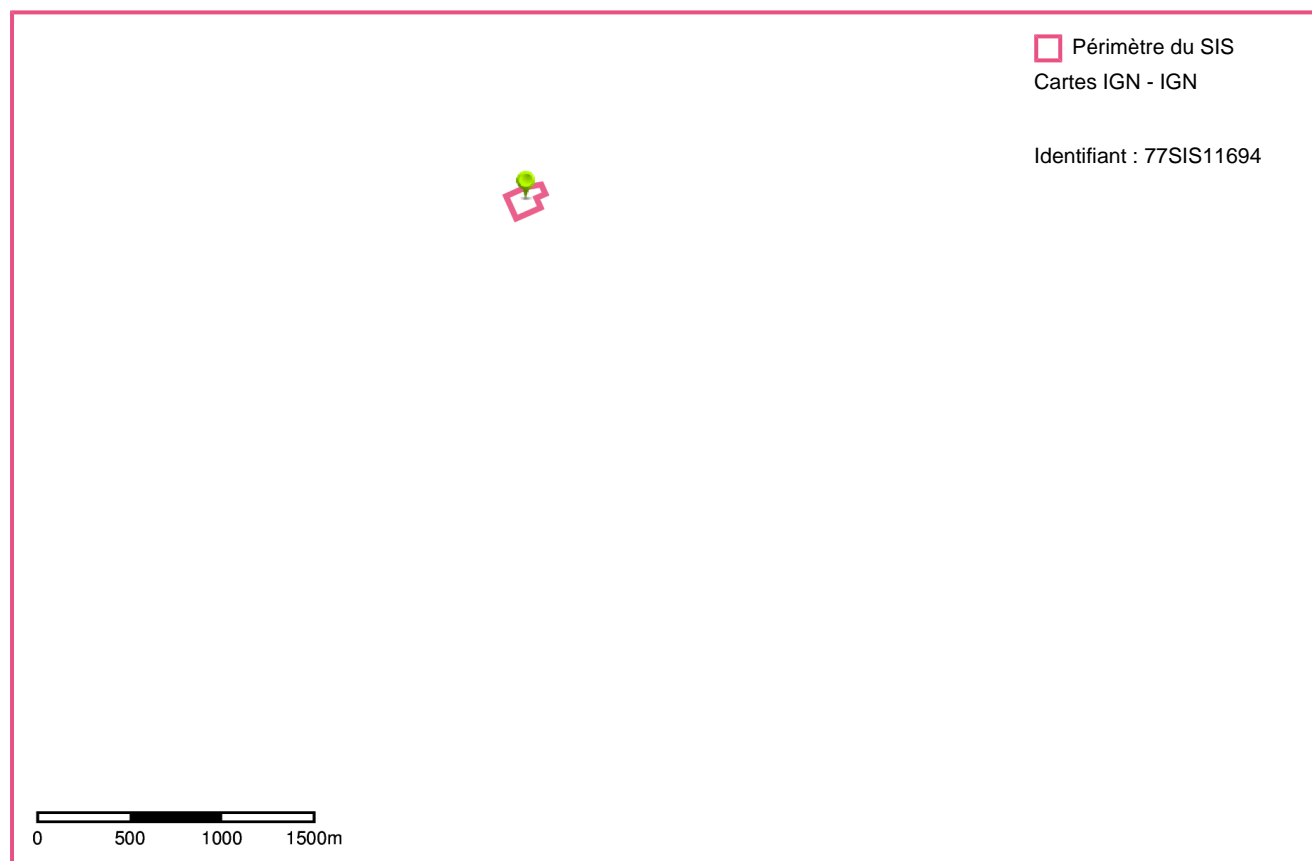 Périmètre du SIS
Cartes IGN - IGN
Identifiant : 77SIS11694
0 500 1000 1500m